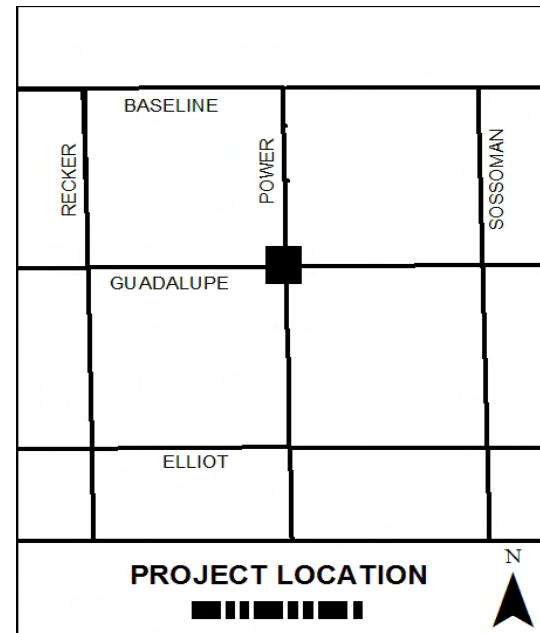 BASELINE
RECKER
POWER
SOSSOMAN
GUADALUPE
ELLIOT
PROJECT LOCATION
N